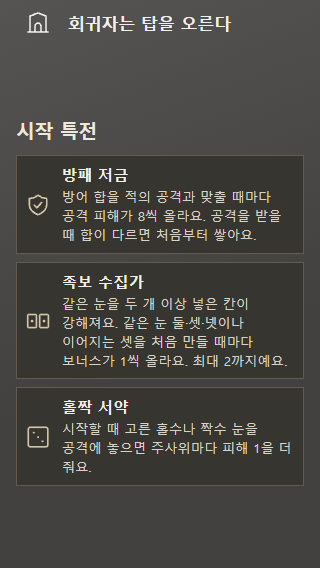 회귀자는 탑을 오른다
시작 특전
방패 저금
방어 합을 적의 공격과 맞출 때마다
공격 피해가 8씩 올라요. 공격을 받을
때 합이 다르면 처음부터 쌓아요.
족보 수집가
같은 눈을 두 개 이상 넣은 칸이
강해져요. 같은 눈 둘·셋·넷이나
이어지는 셋을 처음 만들 때마다
보너스가 1씩 올라요. 최대 2까지예요.
홀짝 서약
시작할 때 고른 홀수나 짝수 눈을
공격에 놓으면 주사위마다 피해 1을 더
줘요.